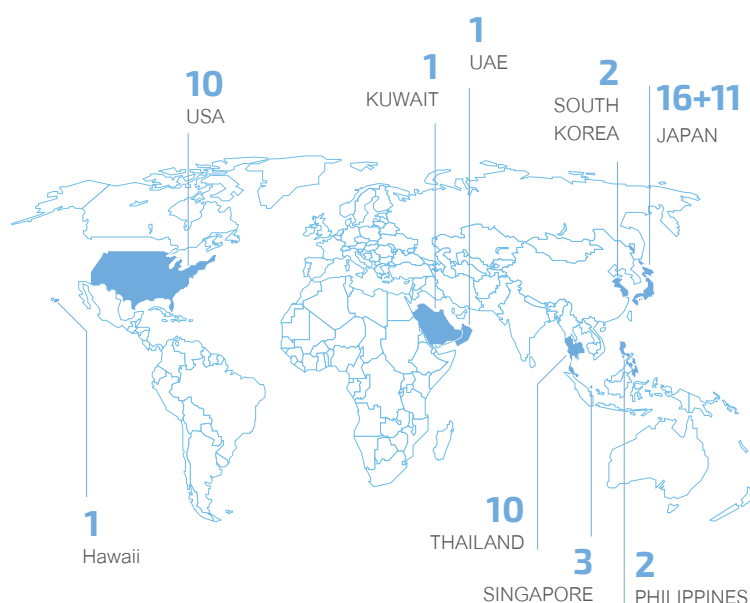 1
UAE
1
KUWAIT
2
SOUTH
KOREA
16+11
JAPAN
10
USA
1
Hawaii
10
THAILAND
3
SINGAPORE
2
PHILIPPINES